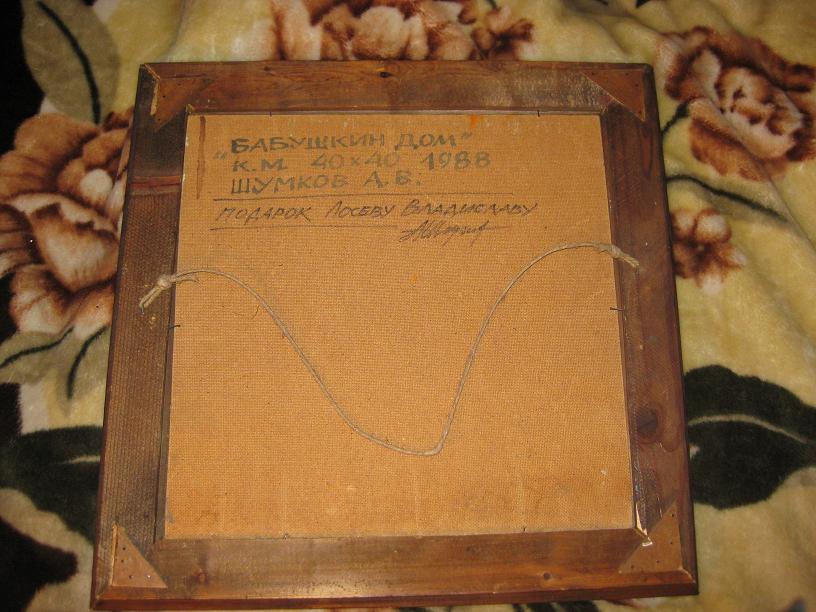 "БАБУШКИН ДОМ"
К.М. 40×40 1988
ШУМКОВ А.В.
ПОДАРОК ЛОСЕВУ ВЛАДИСЛАВУ